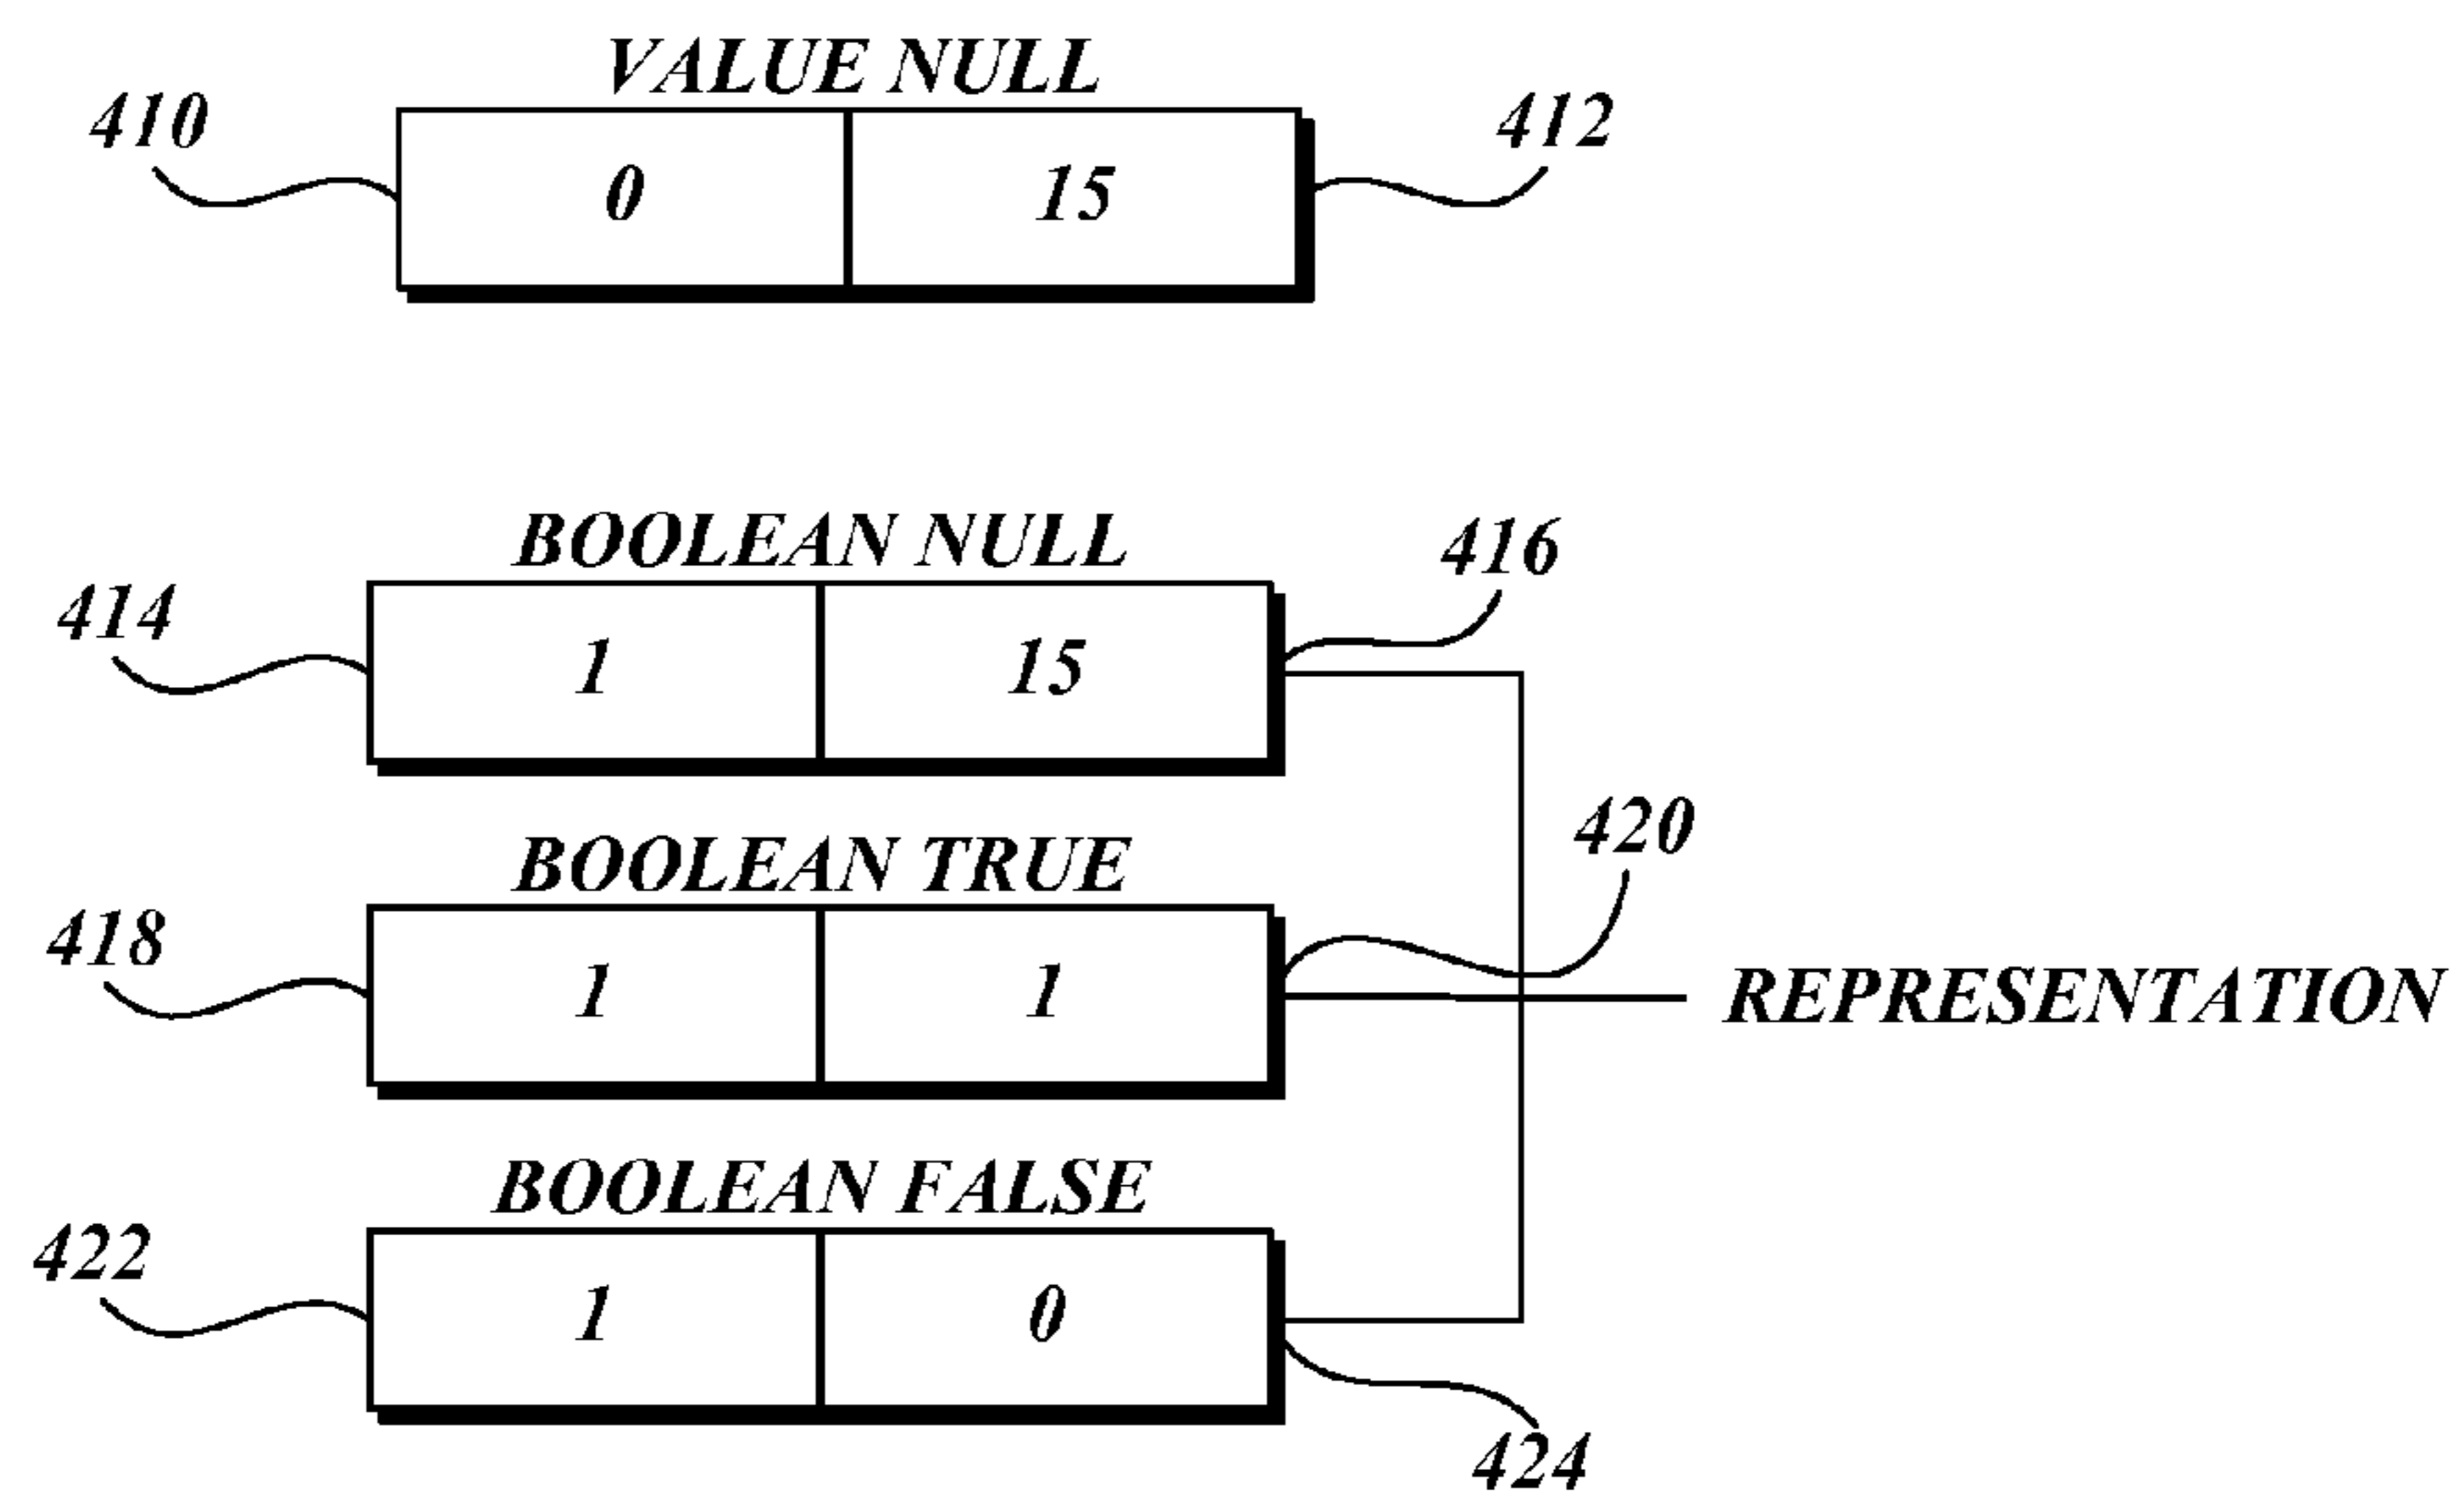 VALUE NULL
410
412
0 15
BOOLEAN NULL
416
414
1 15
BOOLEAN TRUE
420
418
1 1
REPRESENTATION
BOOLEAN FALSE
422
1 0
424